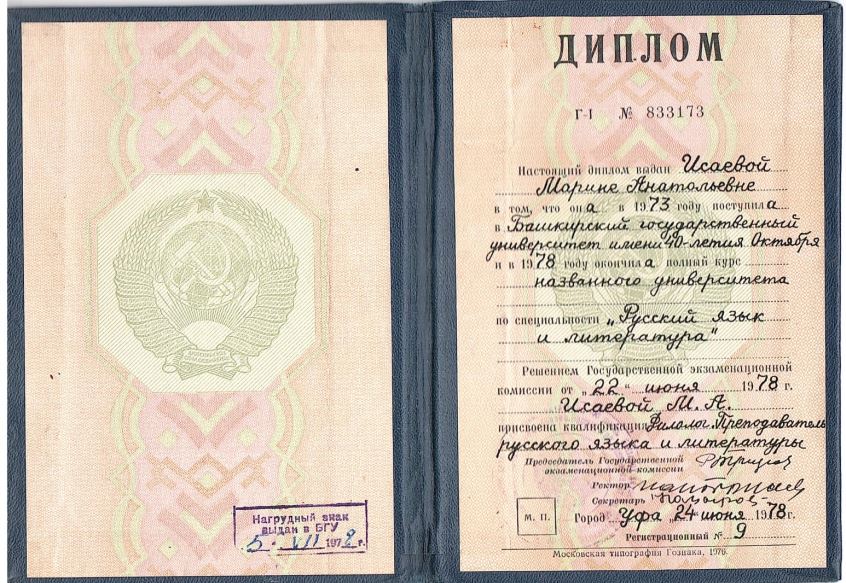 Нагрудный знак
выдан в БГУ
5. VII 1978 г.
ДИПЛОМ
Г-I № 833173
Настоящий диплом выдан Исаевой
Марине Анатольевне
в том, что она в 1973 году поступила
в Башкирский государственный
университет имени 40-летия Октября
и в 1978 году окончила полный курс
названного университета
по специальности „Русский язык
и литература"
Решением Государственной экзаменационной
комиссии от „22" июня 1978 г.
Исаевой М. А.
присвоена квалификация Филолог. Преподаватель
русского языка и литературы
Председатель Государственной
экзаменационной комиссии
Ректор
Секретарь
М. П. Город Уфа „24" июня 1978 г.
Регистрационный № 9
Московская типография Гознака, 1976.